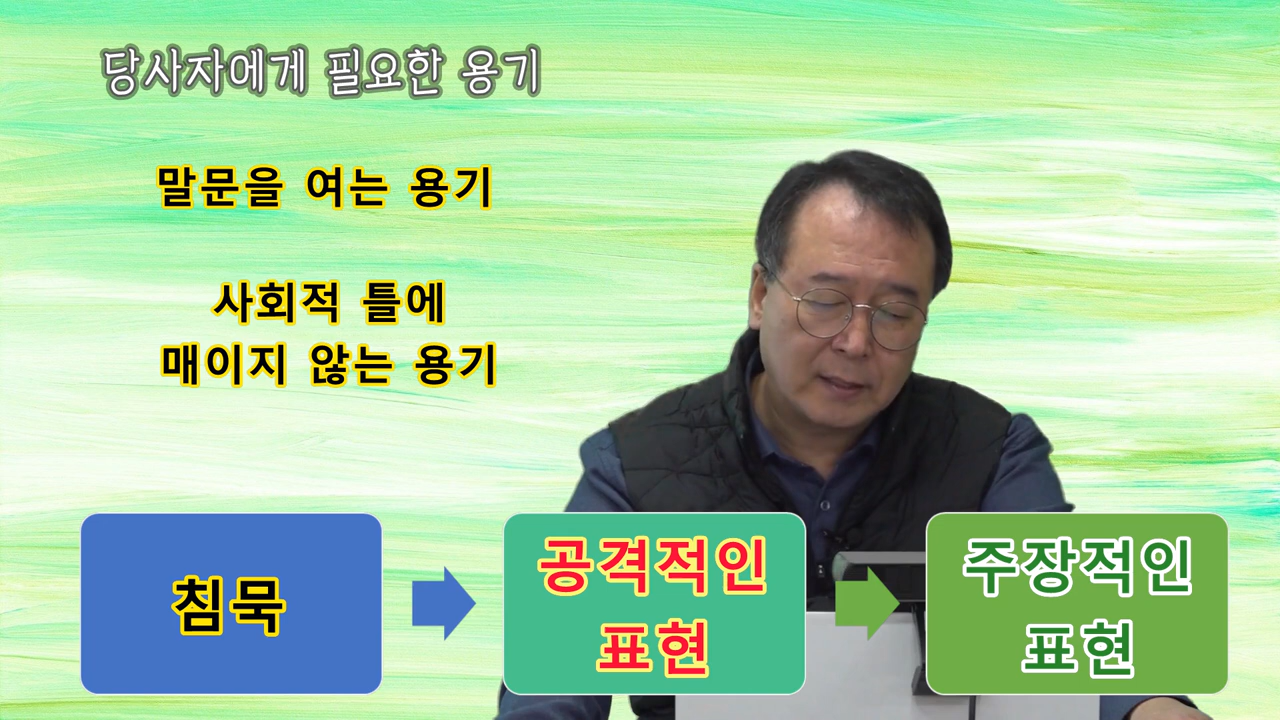 당사자에게 필요한 용기
말문을 여는 용기
사회적 틀에
매이지 않는 용기
침묵
공격적인
표현
주장적인
표현